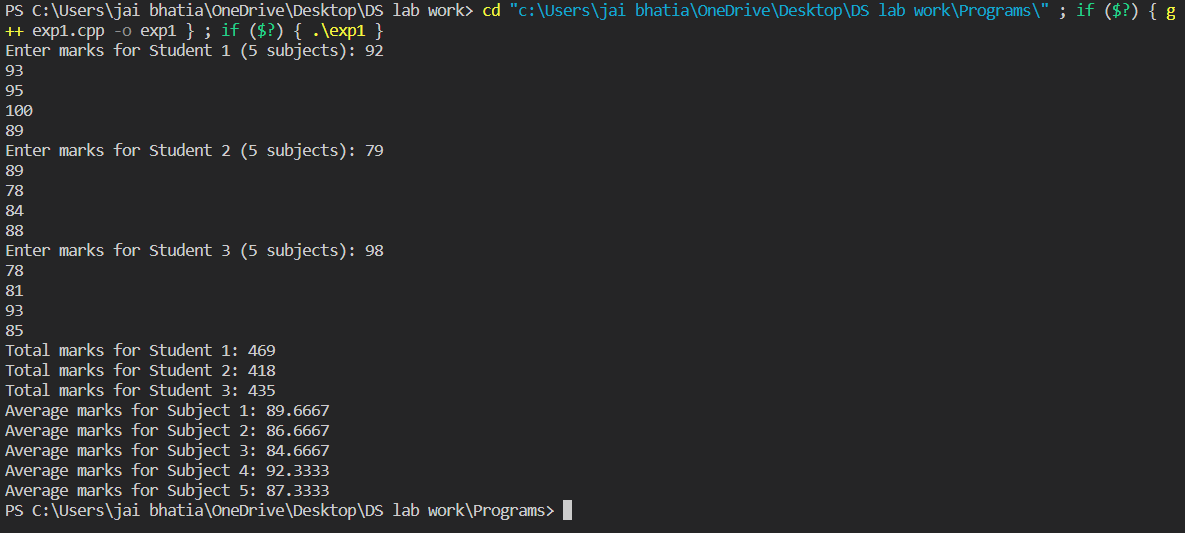 PS C:\Users\jai bhatia\OneDrive\Desktop\DS lab work> cd "c:\Users\jai bhatia\OneDrive\Desktop\DS lab work\Programs\" ; if ($?) { g
++ exp1.cpp -o exp1 } ; if ($?) { .\exp1 }
Enter marks for Student 1 (5 subjects): 92
93
95
100
89
Enter marks for Student 2 (5 subjects): 79
89
78
84
88
Enter marks for Student 3 (5 subjects): 98
78
81
93
85
Total marks for Student 1: 469
Total marks for Student 2: 418
Total marks for Student 3: 435
Average marks for Subject 1: 89.6667
Average marks for Subject 2: 86.6667
Average marks for Subject 3: 84.6667
Average marks for Subject 4: 92.3333
Average marks for Subject 5: 87.3333
PS C:\Users\jai bhatia\OneDrive\Desktop\DS lab work\Programs>